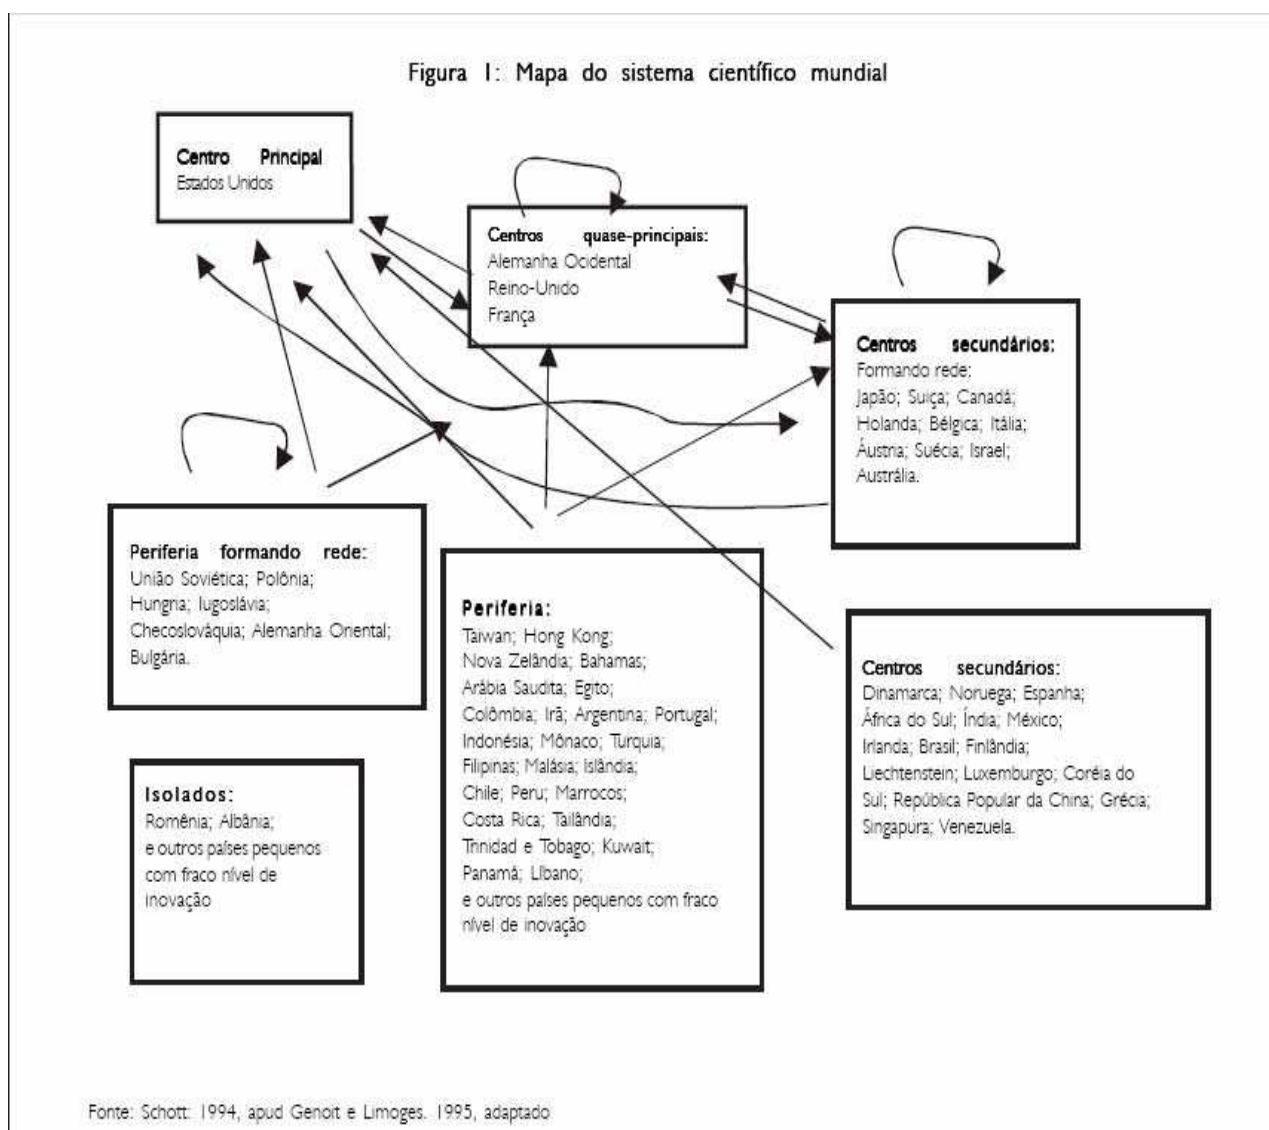 Figura 1: Mapa do sistema científico mundial
Centro Principal
Estados Unidos
Centros quase-principais:
Alemanha Ocidental
Reino-Unido
França
Centros secundários:
Formando rede:
Japão; Suiça; Canadá;
Holanda; Bélgica; Itália;
Áustria; Suécia; Israel;
Austrália.
Periferia formando rede:
União Soviética; Polônia;
Hungria; Iugoslávia;
Checoslováquia; Alemanha Oriental;
Bulgária.
Periferia:
Taiwan; Hong Kong;
Nova Zelândia; Bahamas;
Arábia Saudita; Egito;
Colômbia; Irã; Argentina; Portugal;
Indonésia; Mônaco; Turquia;
Filipinas; Malásia; Islândia;
Chile; Peru; Marrocos;
Costa Rica; Tailândia;
Trinidad e Tobago; Kuwait;
Panamá; Líbano;
e outros países pequenos com fraco
nível de inovação
Centros secundários:
Dinamarca; Noruega; Espanha;
África do Sul; Índia; México;
Irlanda; Brasil; Finlândia;
Liechtenstein; Luxemburgo; Coréia do
Sul; República Popular da China; Grécia;
Singapura; Venezuela.
Isolados:
Romênia; Albânia;
e outros países pequenos
com fraco nível de
inovação
Fonte: Schott. 1994, apud Genoit e Limoges. 1995, adaptado